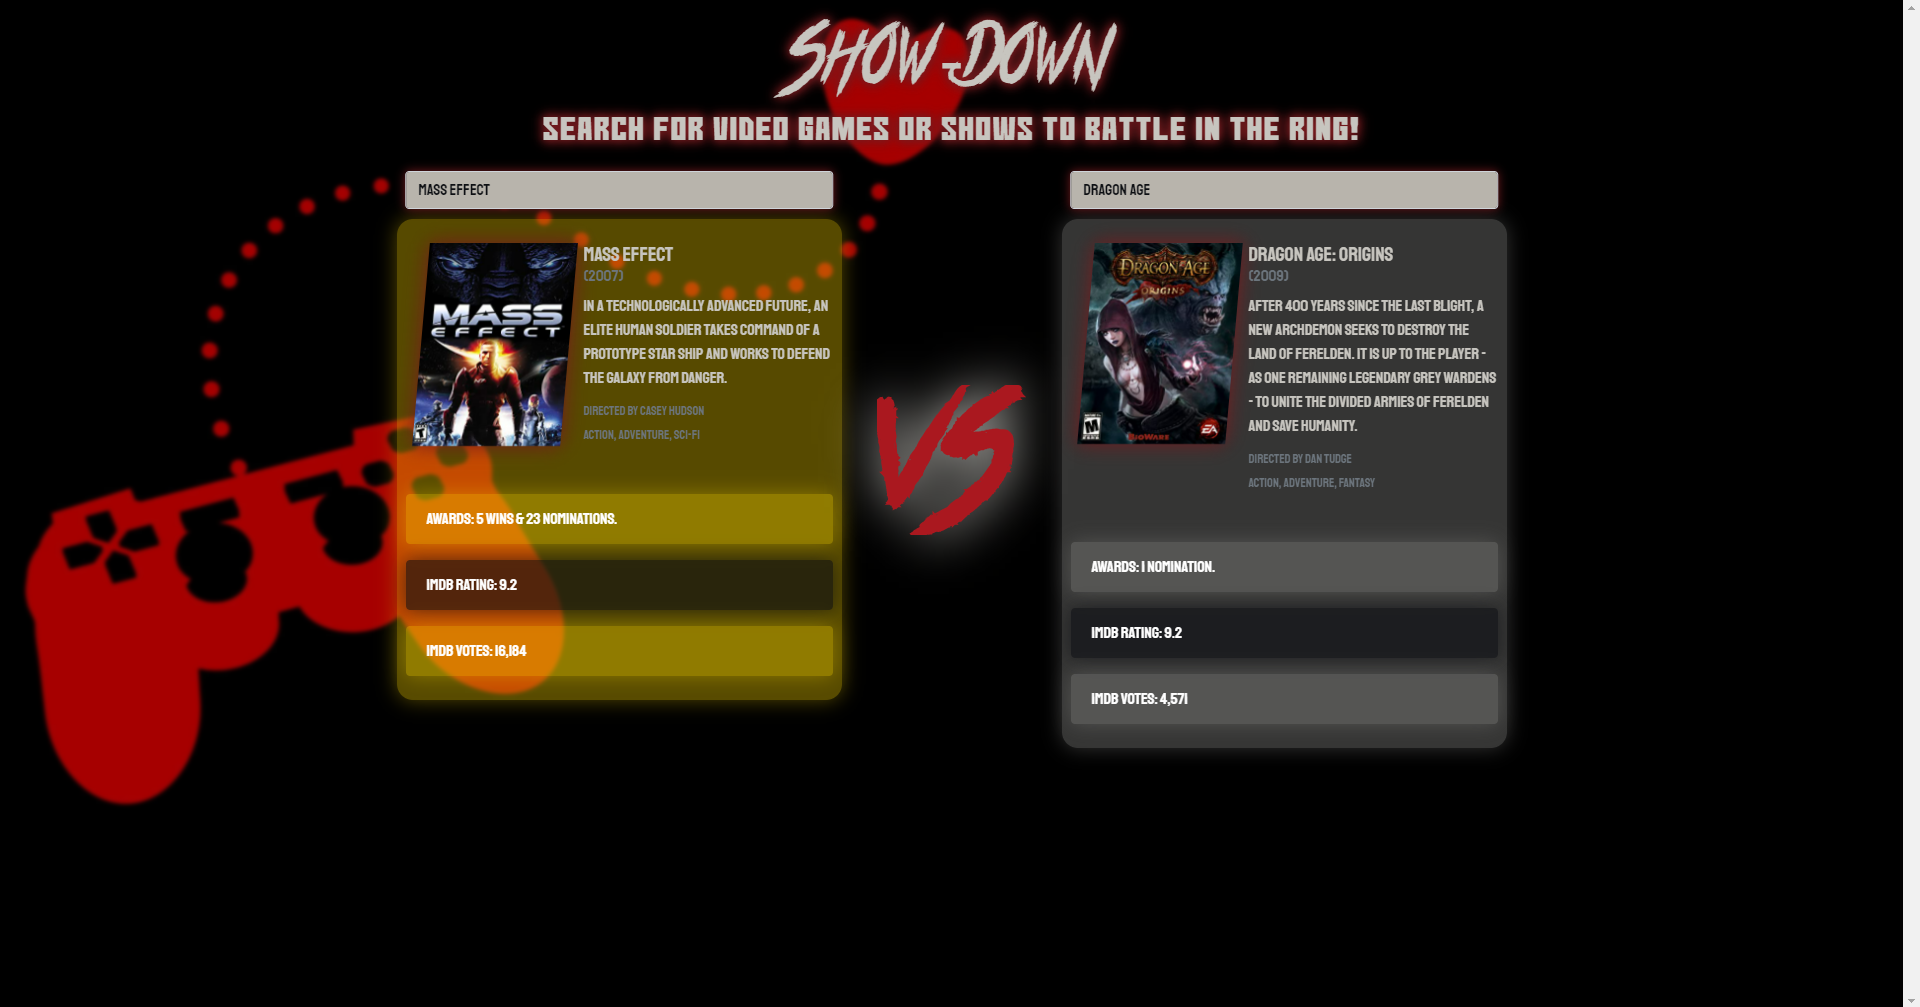 SHOW-DOWN
SEARCH FOR VIDEO GAMES OR SHOWS TO BATTLE IN THE RING!
MASS EFFECT
MASS
EFFECT
MASS EFFECT
(2007)
IN A TECHNOLOGICALLY ADVANCED FUTURE, AN
ELITE HUMAN SOLDIER TAKES COMMAND OF A
PROTOTYPE STAR SHIP AND WORKS TO DEFEND
THE GALAXY FROM DANGER.
DIRECTED BY CASEY HUDSON
ACTION, ADVENTURE, SCI-FI
AWARDS: 5 WINS & 23 NOMINATIONS.
IMDB RATING: 9.2
IMDB VOTES: 16,184
VS
DRAGON AGE
DRAGON AGE
ORIGINS
M
BIOWARE
EA
DRAGON AGE: ORIGINS
(2009)
AFTER 400 YEARS SINCE THE LAST BLIGHT, A
NEW ARCHDEMON SEEKS TO DESTROY THE
LAND OF FERELDEN. IT IS UP TO THE PLAYER -
AS ONE REMAINING LEGENDARY GREY WARDENS
- TO UNITE THE DIVIDED ARMIES OF FERELDEN
AND SAVE HUMANITY.
DIRECTED BY DAN TUDGE
ACTION, ADVENTURE, FANTASY
AWARDS: 1 NOMINATION.
IMDB RATING: 9.2
IMDB VOTES: 4,571